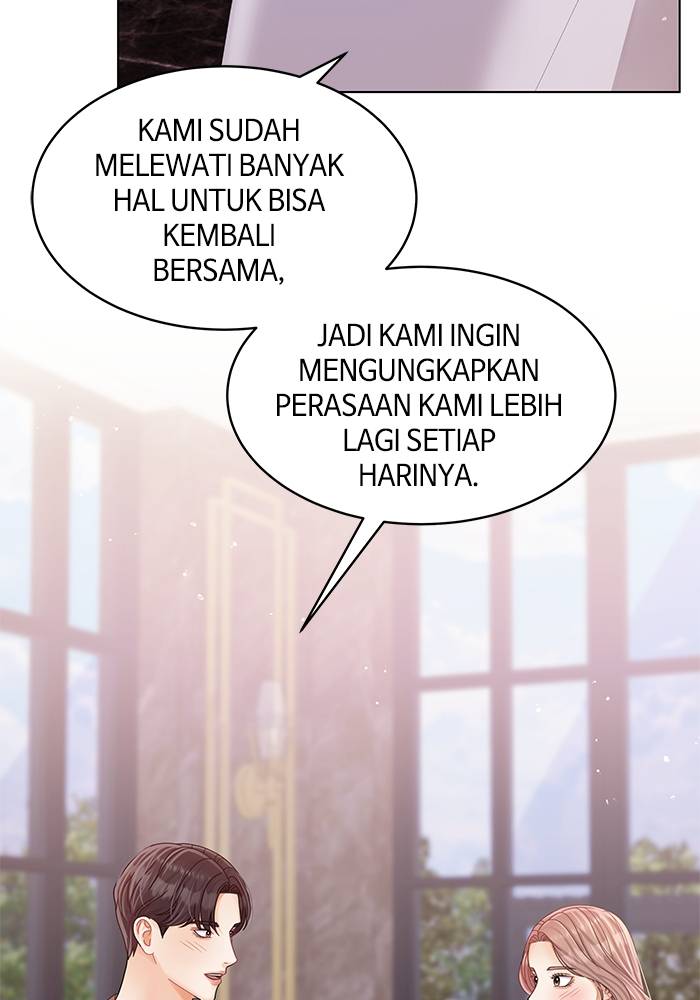 KAMI SUDAH
MELEWATI BANYAK
HAL UNTUK BISA
KEMBALI
BERSAMA,
JADI KAMI INGIN
MENGUNGKAPKAN
PERASAAN KAMI LEBIH
LAGI SETIAP
HARINYA.